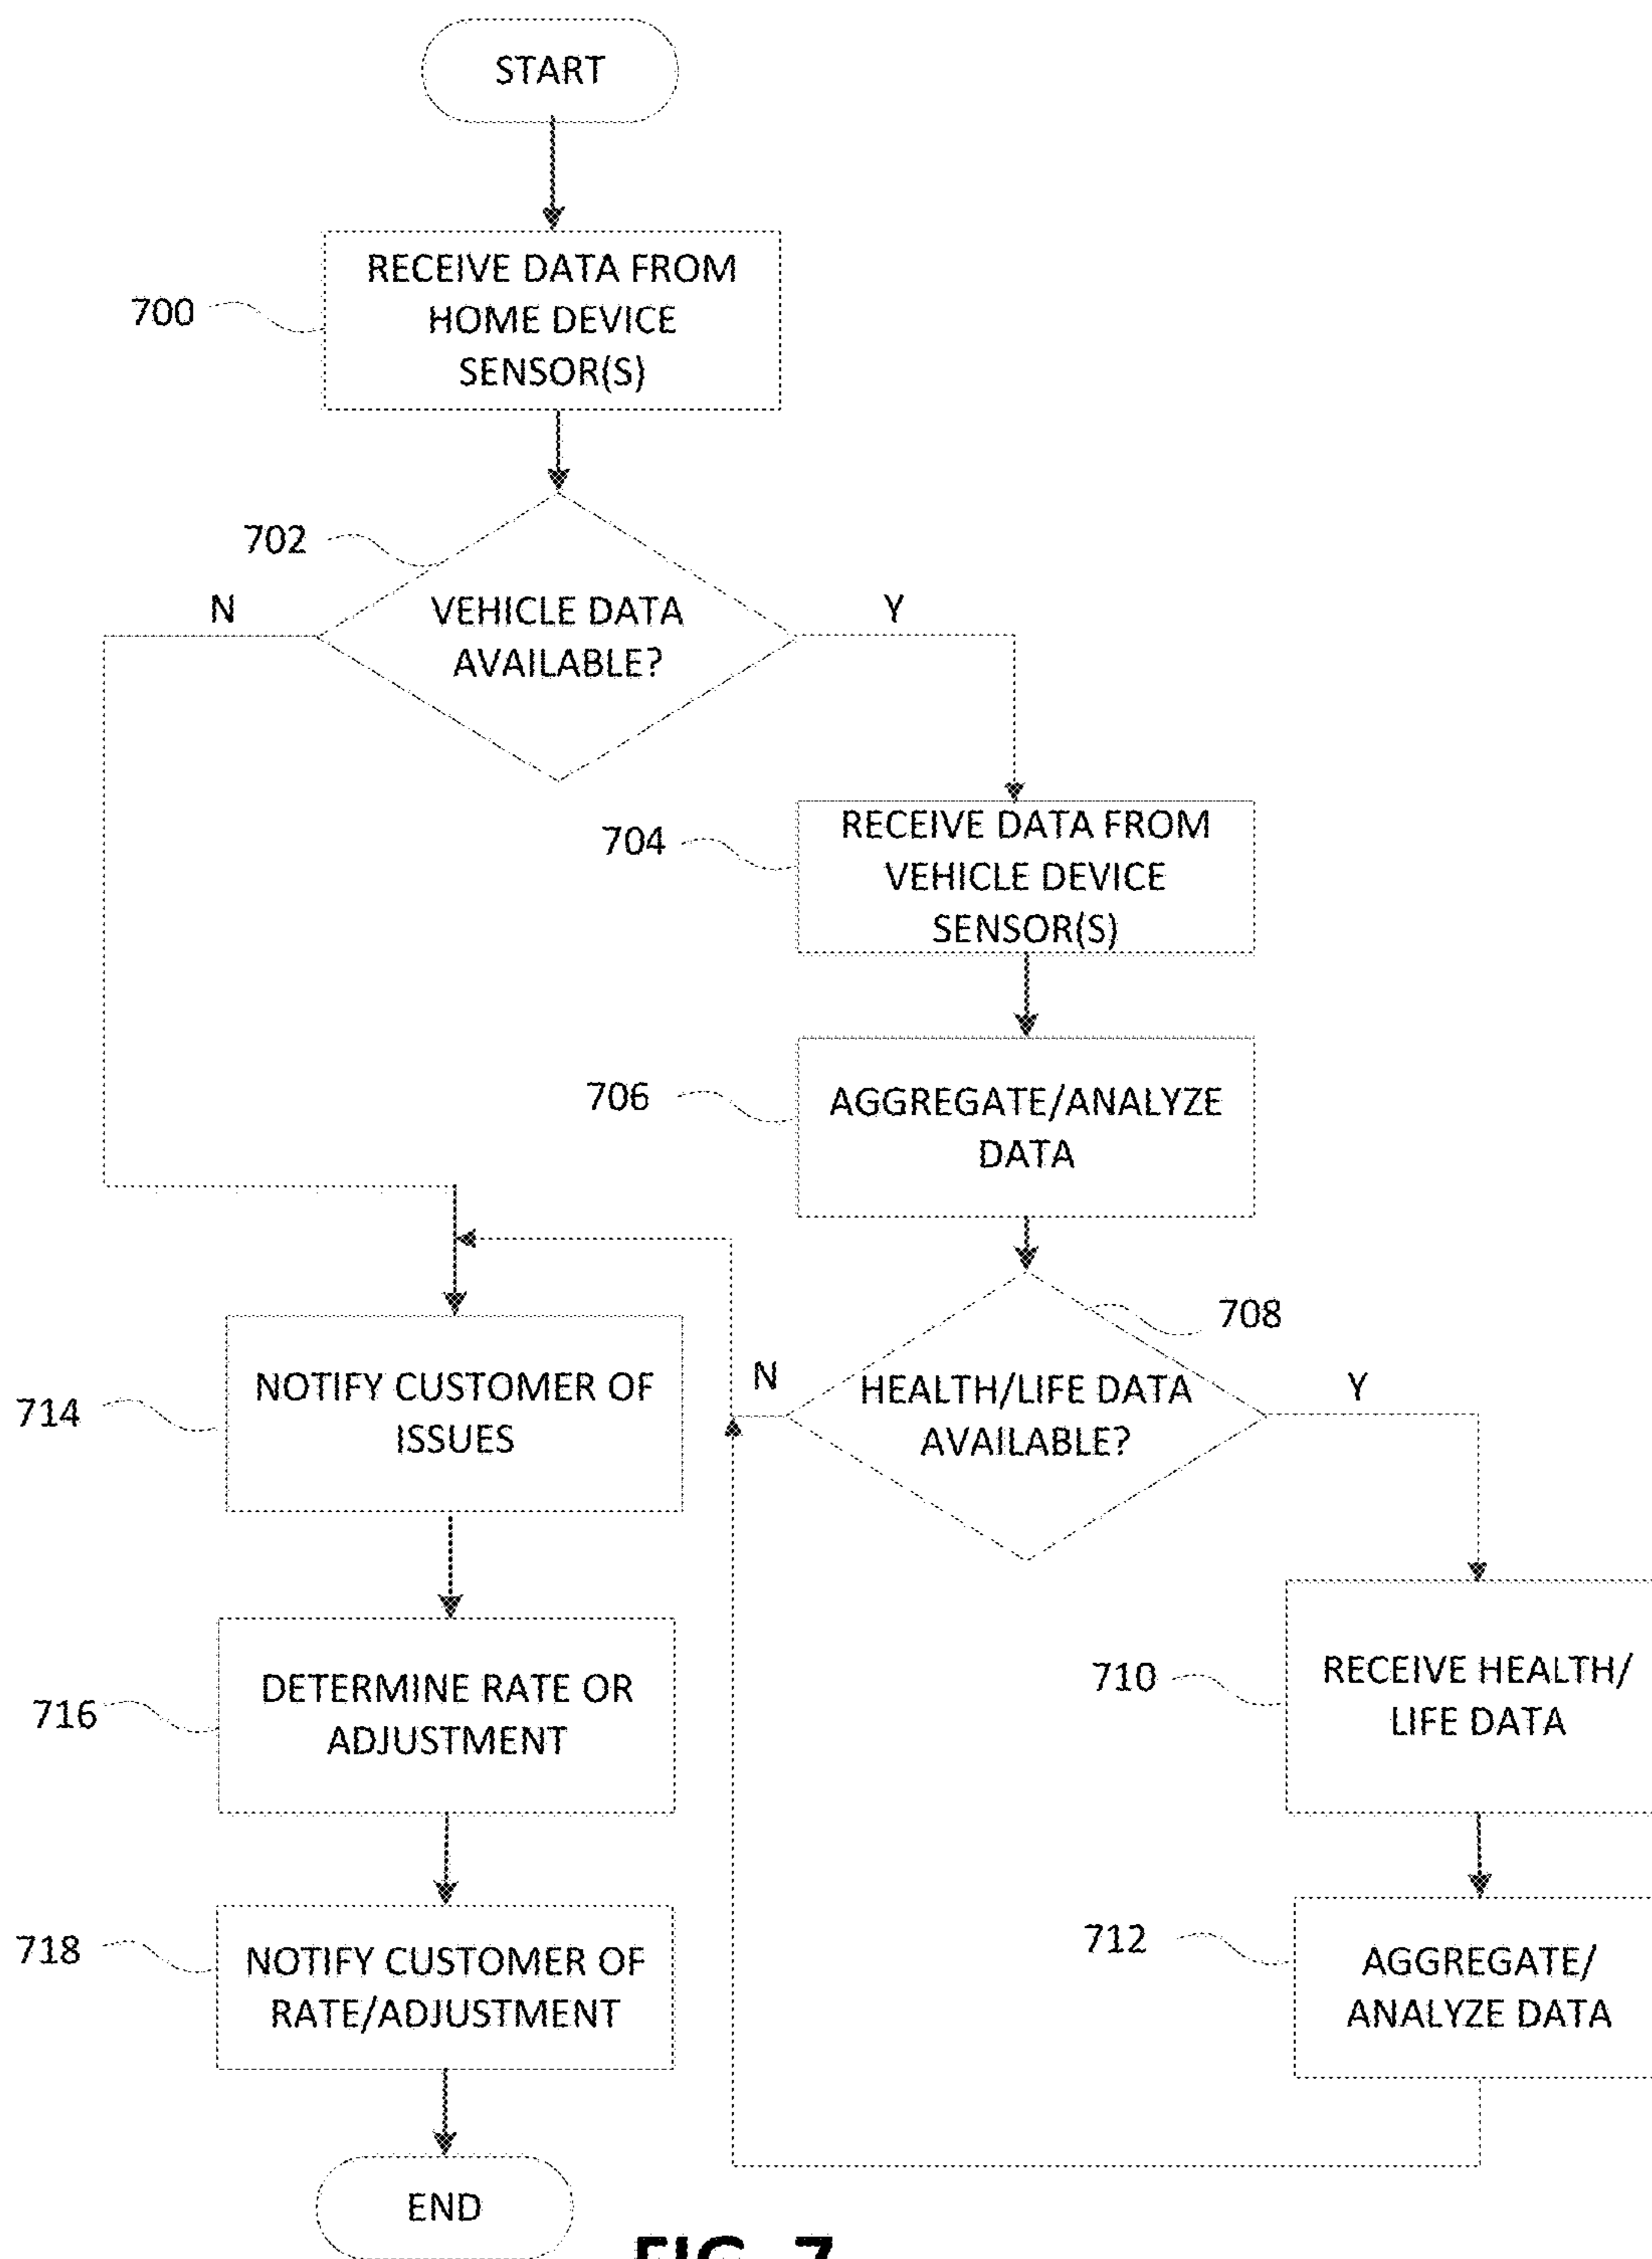 START
RECEIVE DATA FROM
HOME DEVICE
SENSOR(S)
700
702
N
VEHICLE DATA
AVAILABLE?
Y
704
RECEIVE DATA FROM
VEHICLE DEVICE
SENSOR(S)
706
AGGREGATE/ANALYZE
DATA
708
N
HEALTH/LIFE DATA
AVAILABLE?
Y
714
NOTIFY CUSTOMER OF
ISSUES
710
RECEIVE HEALTH/
LIFE DATA
716
DETERMINE RATE OR
ADJUSTMENT
712
AGGREGATE/
ANALYZE DATA
718
NOTIFY CUSTOMER OF
RATE/ADJUSTMENT
END
FIG. 7